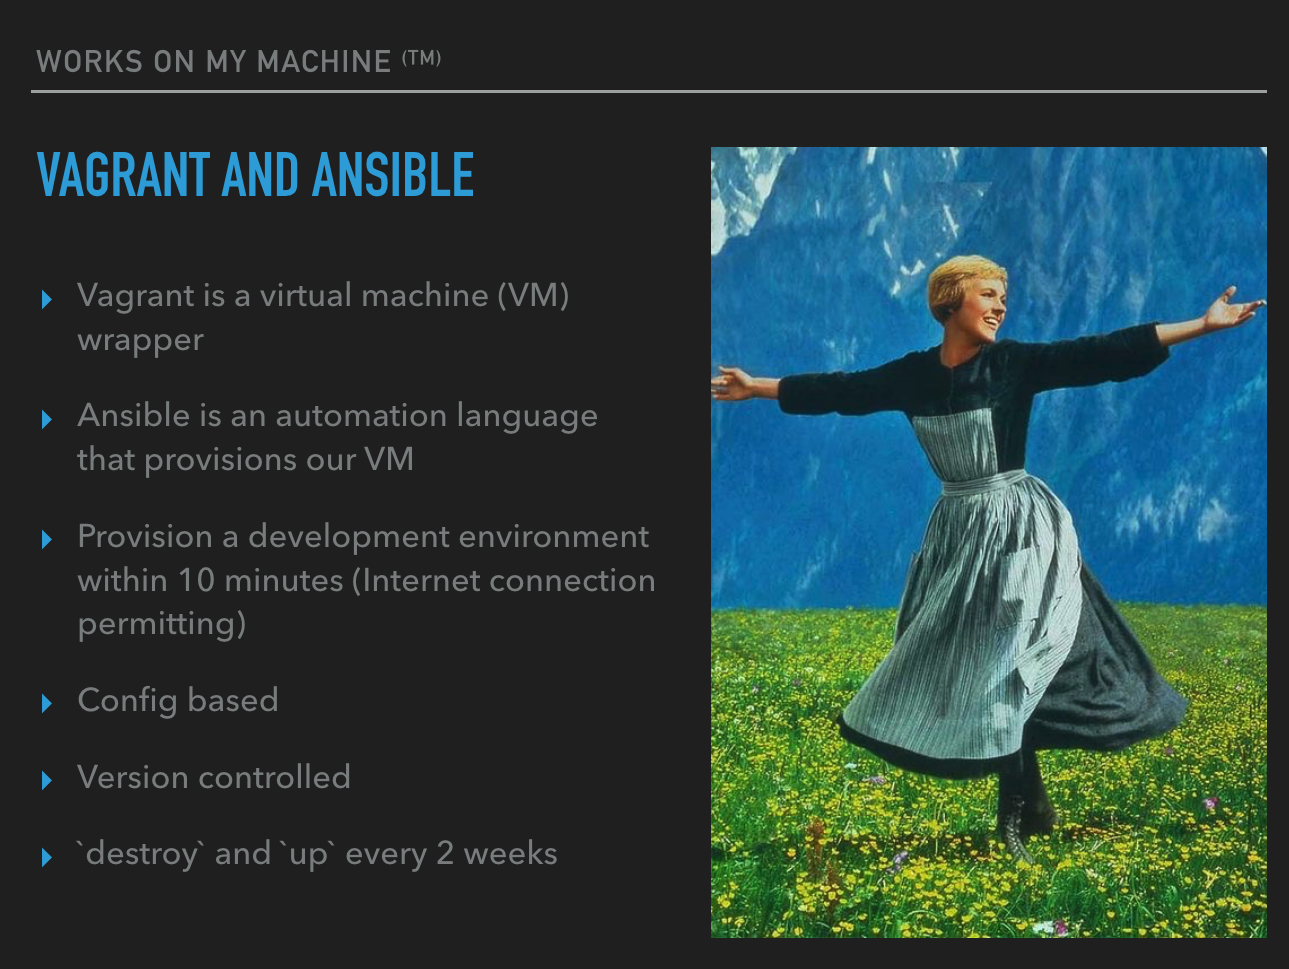 WORKS ON MY MACHINE (TM)
VAGRANT AND ANSIBLE
Vagrant is a virtual machine (VM)
wrapper
Ansible is an automation language
that provisions our VM
Provision a development environment
within 10 minutes (Internet connection
permitting)
Config based
Version controlled
`destroy` and `up` every 2 weeks